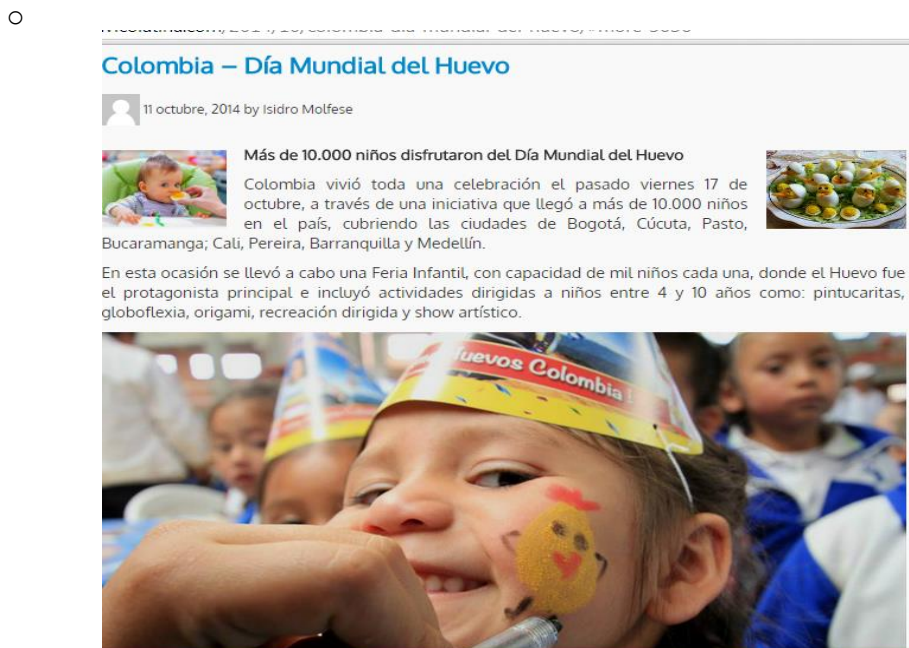 Colombia – Día Mundial del Huevo
11 octubre, 2014 by Isidro Molfese
Más de 10.000 niños disfrutaron del Día Mundial del Huevo
Colombia vivió toda una celebración el pasado viernes 17 de
octubre, a través de una iniciativa que llegó a más de 10.000 niños
en el país, cubriendo las ciudades de Bogotá, Cúcuta, Pasto,
Bucaramanga; Cali, Pereira, Barranquilla y Medellín.
En esta ocasión se llevó a cabo una Feria Infantil, con capacidad de mil niños cada una, donde el Huevo fue
el protagonista principal e incluyó actividades dirigidas a niños entre 4 y 10 años como: pintucaritas,
globoflexia, origami, recreación dirigida y show artístico.
Huevos Colombia !